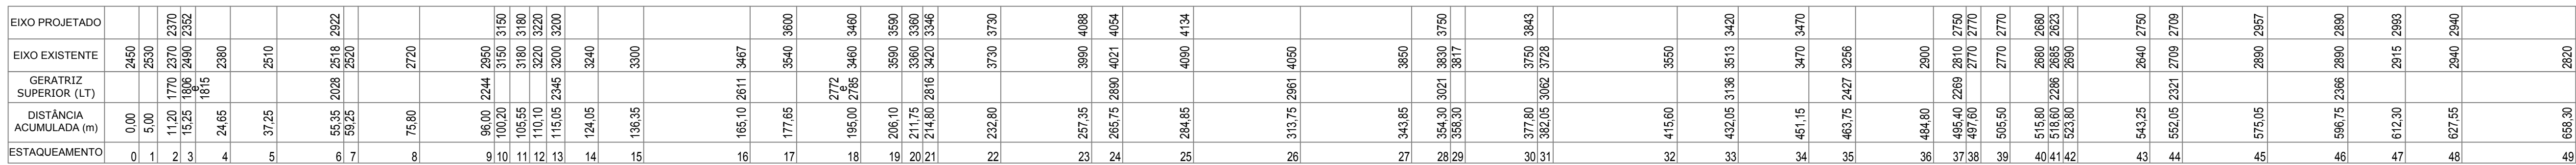 EIXO PROJETADO 2370 2352 2922 3150 3180 3220 3200 3600 3460 3590 3360 3346 3730 4088 4054 4134 3750 3843 3420 3470 2750 2770 2770 2680 2623 2750 2709 2957 2890 2993 2940
EIXO EXISTENTE 2450 2530 2370 2490 2380 2510 2518 2520 2720 2950 3150 3180 3220 3200 3240 3300 3467 3540 3460 3590 3360 3420 3730 3990 4021 4090 4050 3850 3830 3817 3750 3728 3550 3513 3470 3256 2900 2810 2770 2770 2680 2685 2690 2640 2709 2890 2890 2915 2940 2820
GERATRIZ
SUPERIOR (LT) 1770 1806 e 1815 2028 2244 2345 2611 2772 e 2785 2816 2890 2961 3021 3062 3136 2427 2269 2286 2321 2366
DISTÂNCIA
ACUMULADA (m) 0,00 5,00 11,20 15,25 24,65 37,25 55,35 59,25 75,80 96,00 100,20 105,55 110,10 115,05 124,05 136,35 165,10 177,65 195,00 206,10 211,75 214,80 232,80 257,35 265,75 284,85 313,75 343,85 354,30 358,30 377,80 382,05 415,60 432,05 451,15 463,75 484,80 495,40 497,60 505,50 515,80 518,60 523,80 543,25 552,05 575,05 596,75 612,30 627,55 658,30
ESTAQUEAMENTO 0 1 2 3 4 5 6 7 8 9 10 11 12 13 14 15 16 17 18 19 20 21 22 23 24 25 26 27 28 29 30 31 32 33 34 35 36 37 38 39 40 41 42 43 44 45 46 47 48 49